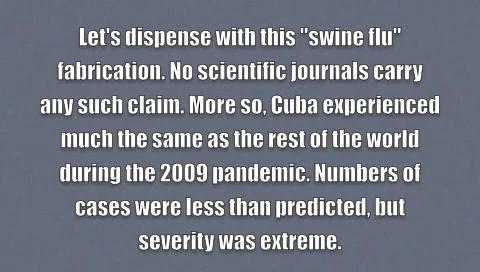 Let's dispense with this "swine flu"
fabrication. No scientific journals carry
any such claim. More so, Cuba experienced
much the same as the rest of the world
during the 2009 pandemic. Numbers of
cases were less than predicted, but
severity was extreme.